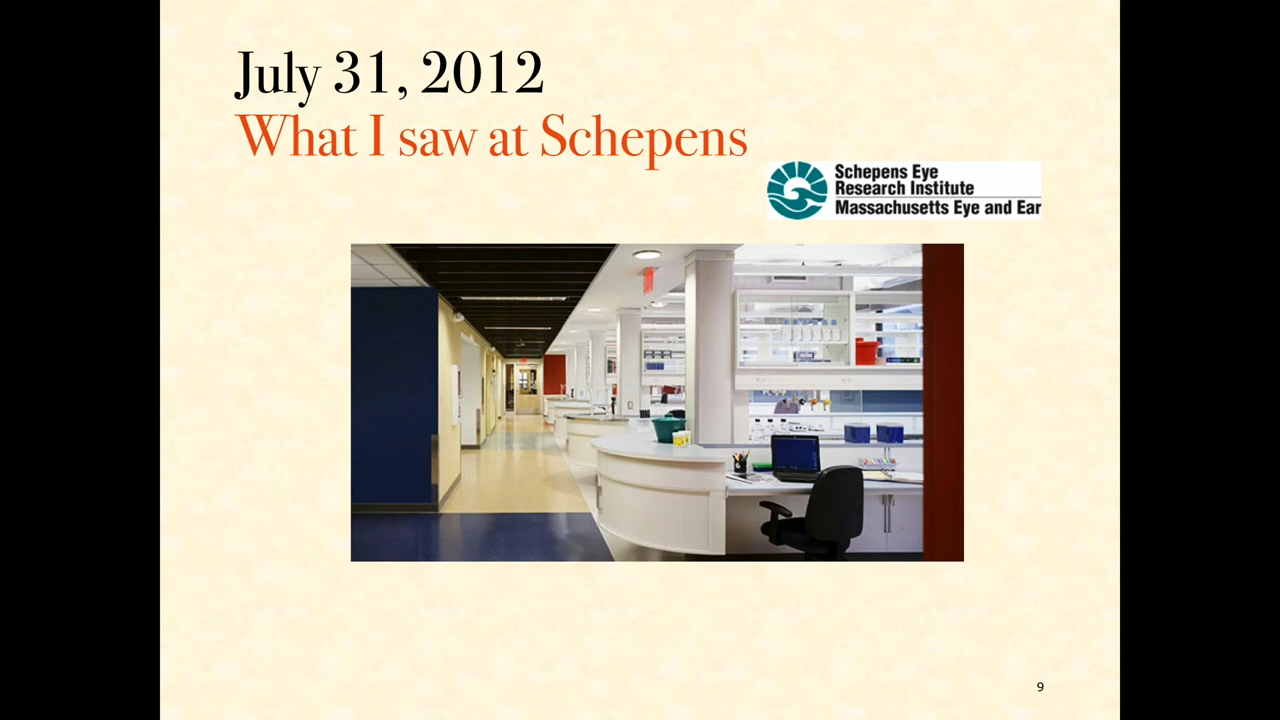 July 31, 2012
What I saw at Schepens
Schepens Eye
Research Institute
Massachusetts Eye and Ear
9